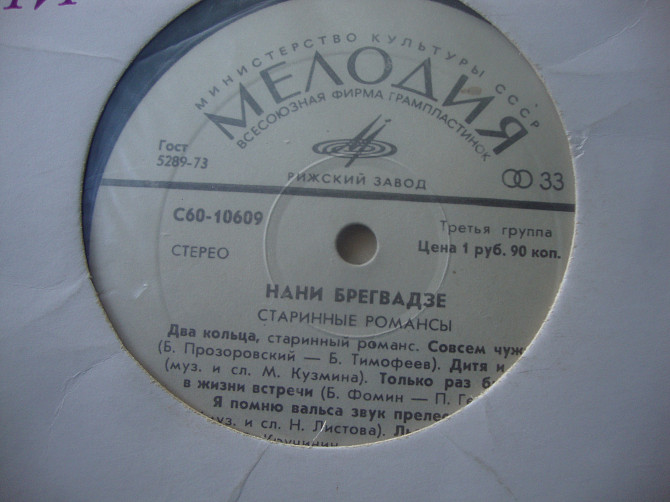 МИНИСТЕРСТВО КУЛЬТУРЫ СССР
МЕЛОДИЯ
ВСЕСОЮЗНАЯ ФИРМА ГРАМПЛАСТИНОК
Гост
5289-73
РИЖСКИЙ ЗАВОД
33
С60-10609
Третья группа
СТЕРЕО
Цена 1 руб. 90 коп.
НАНИ БРЕГВАДЗЕ
СТАРИННЫЕ РОМАНСЫ
Два кольца, старинный романс. Совсем чуж
(Б. Прозоровский — Б. Тимофеев). Дитя и
(муз. и сл. М. Кузмина). Только раз б
в жизни встречи (Б. Фомин — П. Ге
Я помню вальса звук прелес
муз. и сл. Н. Листова).